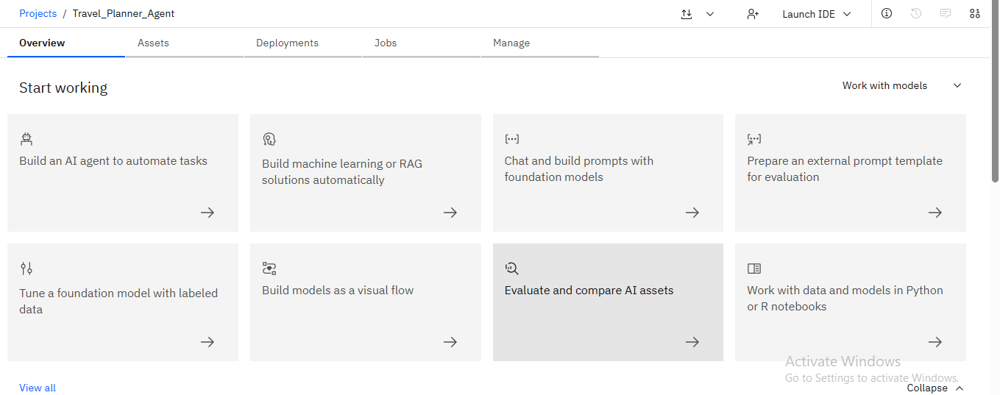 Projects / Travel_Planner_Agent
Launch IDE
Overview
Assets
Deployments
Jobs
Manage
Start working
Work with models
Build an AI agent to automate tasks
Build machine learning or RAG
solutions automatically
Chat and build prompts with
foundation models
Prepare an external prompt template
for evaluation
Tune a foundation model with labeled
data
Build models as a visual flow
Evaluate and compare AI assets
Work with data and models in Python
or R notebooks
Activate Windows
Go to Settings to activate Windows.
View all
Collapse